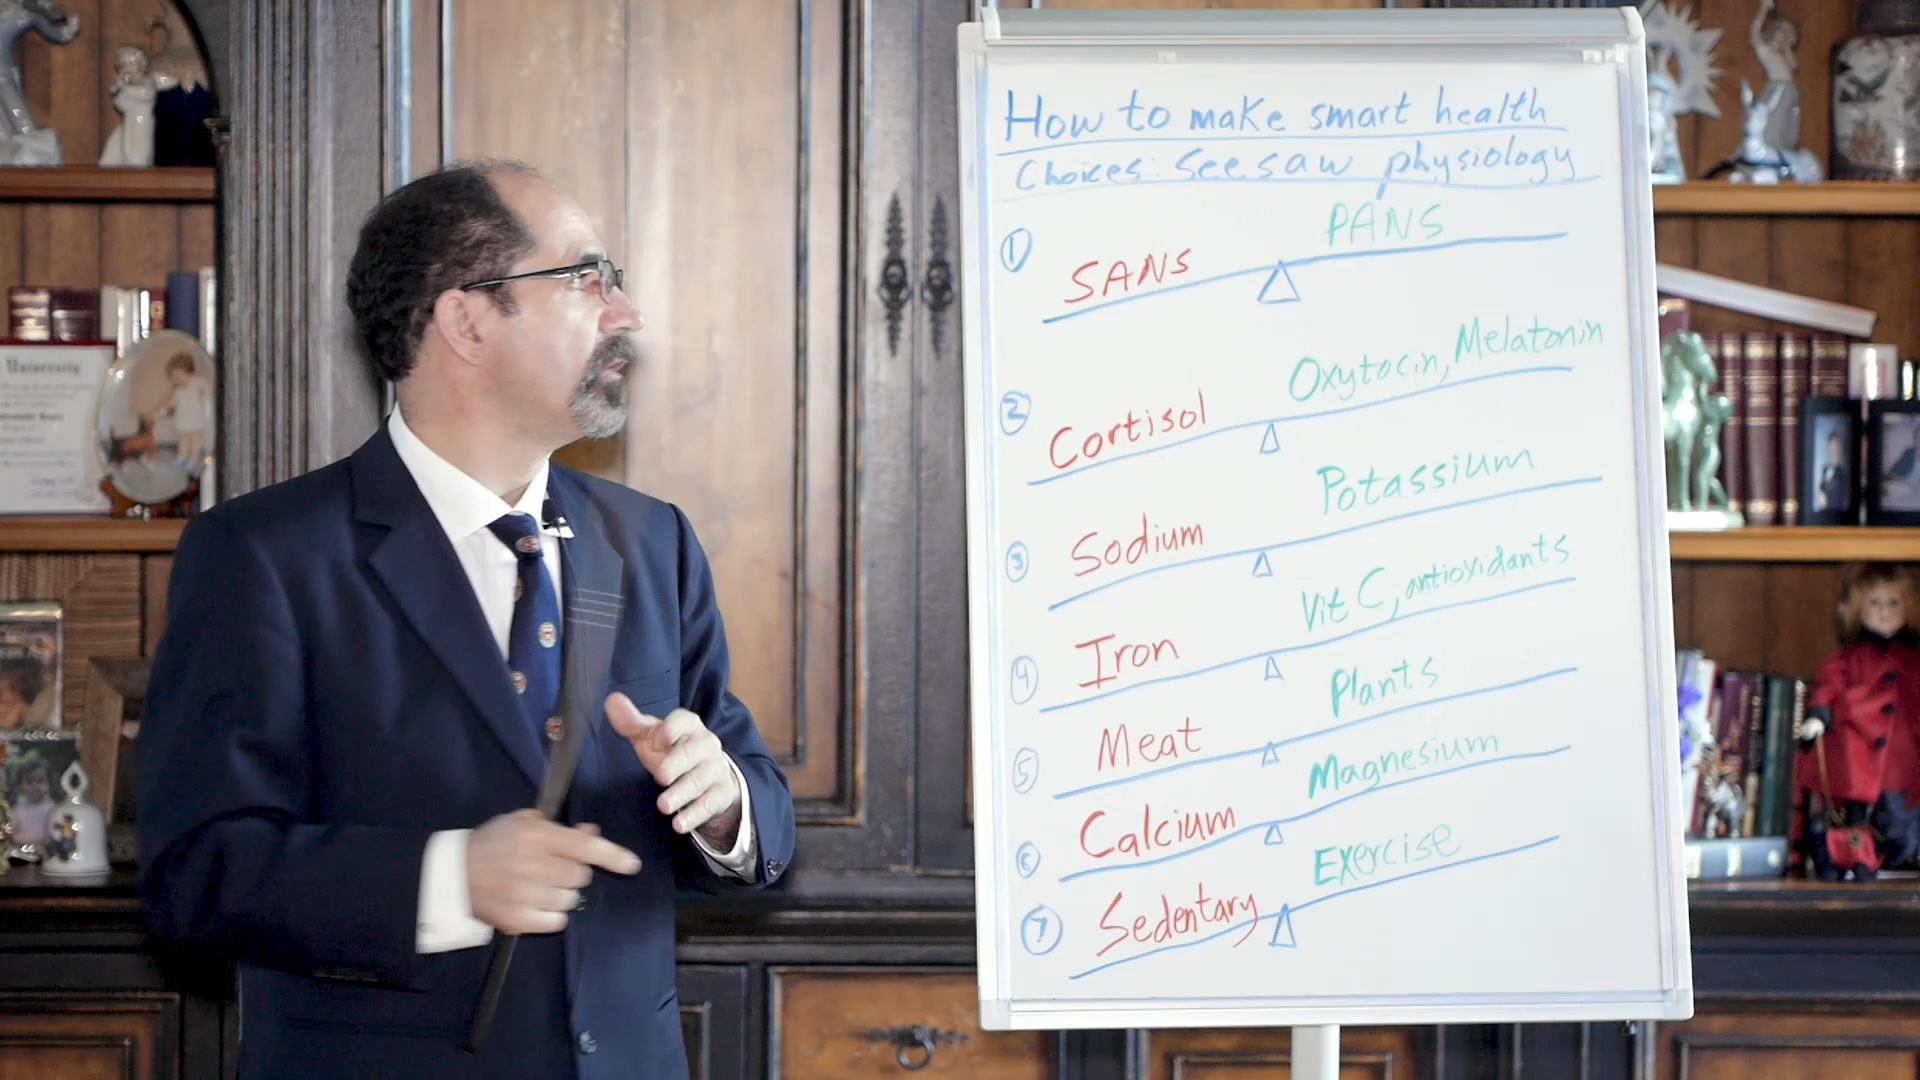 How to make smart health
Choices: Seesaw physiology
1 SANS PANS
2 Cortisol Oxytocin, Melatonin
3 Sodium Potassium
4 Iron Vit C, antioxidants
5 Meat Plants
6 Calcium Magnesium
7 Sedentary Exercise
University